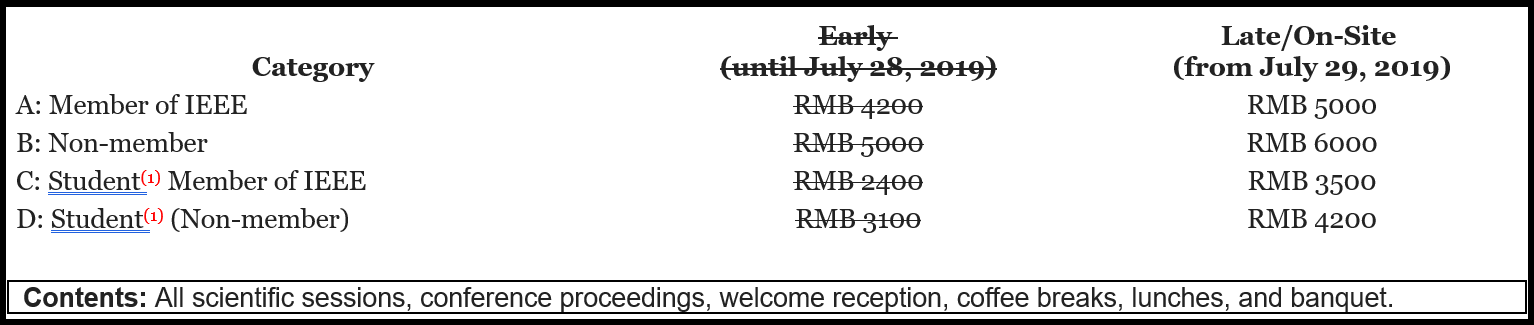 Category Early (until July 28, 2019) Late/On-Site (from July 29, 2019)
A: Member of IEEE RMB 4200 RMB 5000
B: Non-member RMB 5000 RMB 6000
C: Student(1) Member of IEEE RMB 2400 RMB 3500
D: Student(1) (Non-member) RMB 3100 RMB 4200
Contents: All scientific sessions, conference proceedings, welcome reception, coffee breaks, lunches, and banquet.